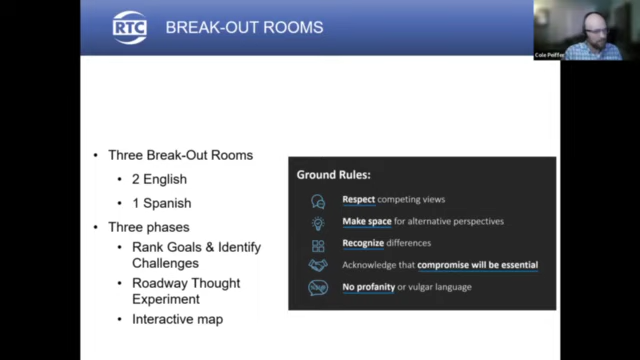 RTC
BREAK-OUT ROOMS
Cole Peiffer
• Three Break-Out Rooms
• 2 English
• 1 Spanish
• Three phases
• Rank Goals & Identify
Challenges
• Roadway Thought
Experiment
• Interactive map
Ground Rules:
Respect competing views
Make space for alternative perspectives
Recognize differences
Acknowledge that compromise will be essential
No profanity or vulgar language